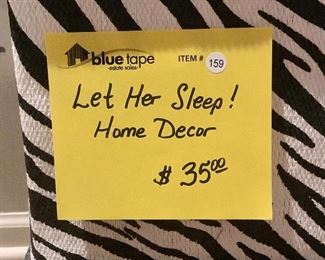 blue tape
-estate sales-
ITEM # 159
Let Her Sleep!
Home Decor
$ 35.00